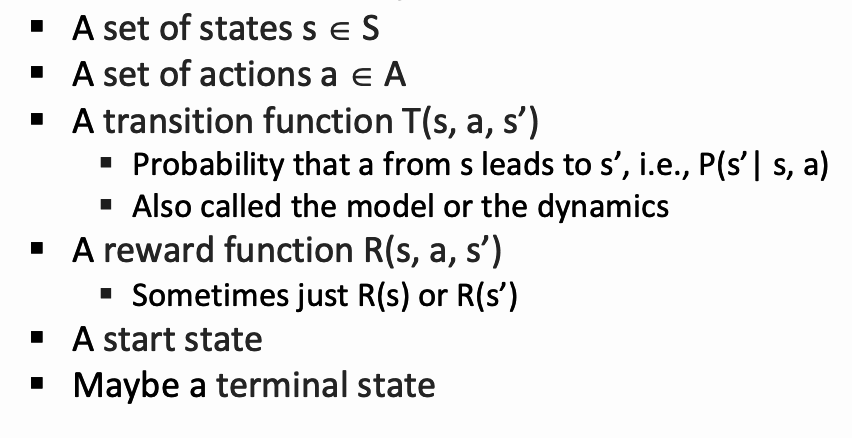 ▪ A set of states s ∈ S
▪ A set of actions a ∈ A
▪ A transition function T(s, a, s’)
▪ Probability that a from s leads to s’, i.e., P(s’| s, a)
▪ Also called the model or the dynamics
▪ A reward function R(s, a, s’)
▪ Sometimes just R(s) or R(s’)
▪ A start state
▪ Maybe a terminal state